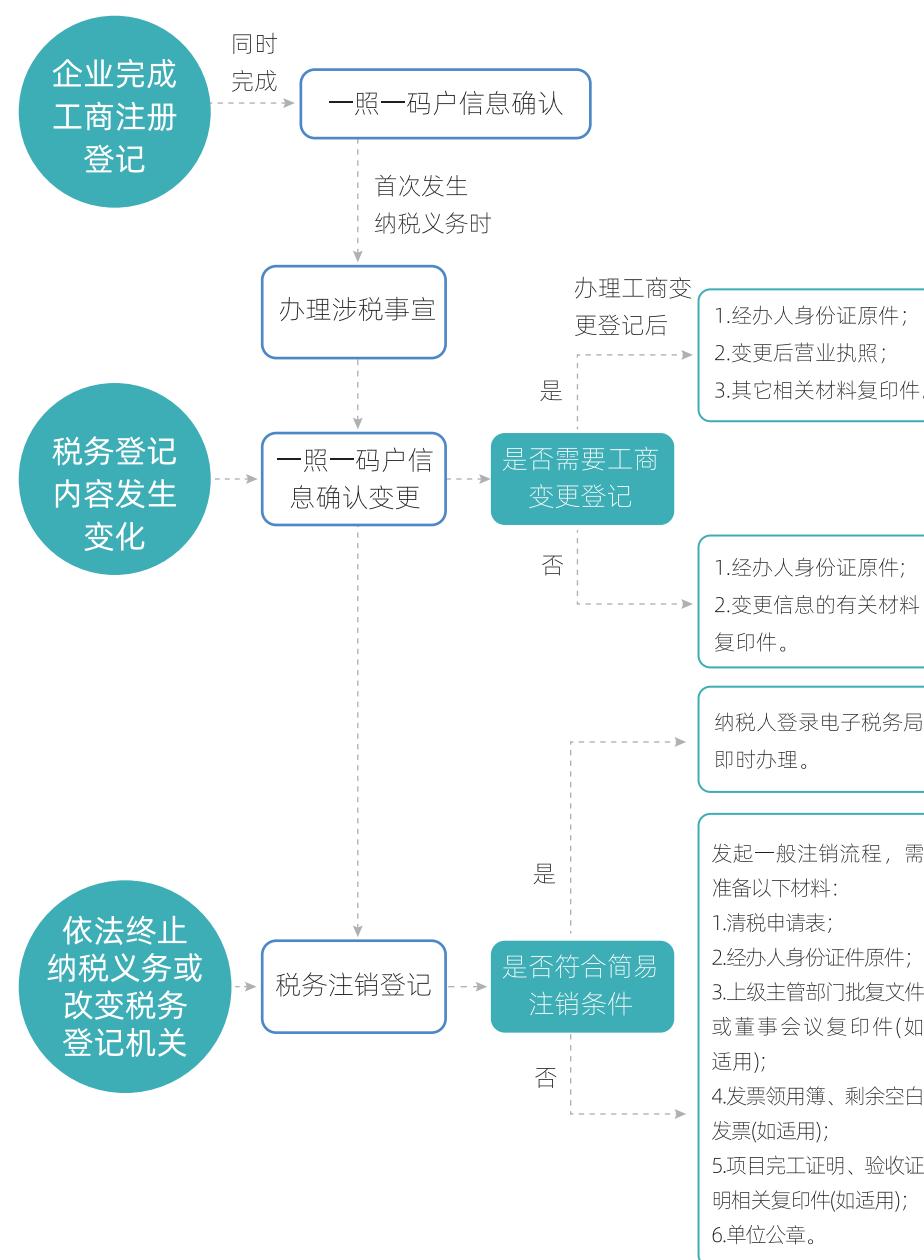 企业完成
工商注册
登记
同时
完成
一照一码户信息确认
首次发生
纳税义务时
办理涉税事宣
办理工商变
更登记后
是
1.经办人身份证原件；
2.变更后营业执照；
3.其它相关材料复印件。
税务登记
内容发生
变化
一照一码户信
息确认变更
是否需要工商
变更登记
否
1.经办人身份证原件；
2.变更信息的有关材料
复印件。
纳税人登录电子税务局
即时办理。
是
依法终止
纳税义务或
改变税务
登记机关
税务注销登记
是否符合简易
注销条件
否
发起一般注销流程，需
准备以下材料：
1.清税申请表；
2.经办人身份证件原件；
3.上级主管部门批复文件
或董事会议复印件(如
适用)；
4.发票领用簿、剩余空白
发票(如适用)；
5.项目完工证明、验收证
明相关复印件(如适用)；
6.单位公章。